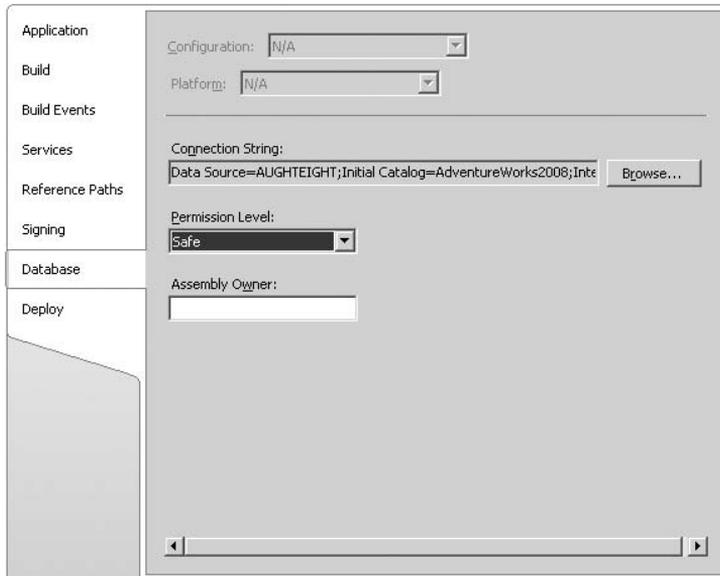 Application
Build
Build Events
Services
Reference Paths
Signing
Database
Deploy
Configuration: N/A
Platform: N/A
Connection String:
Data Source=AUGHTEIGHT;Initial Catalog=AdventureWorks2008;Inte
Browse...
Permission Level:
Safe
Assembly Owner: